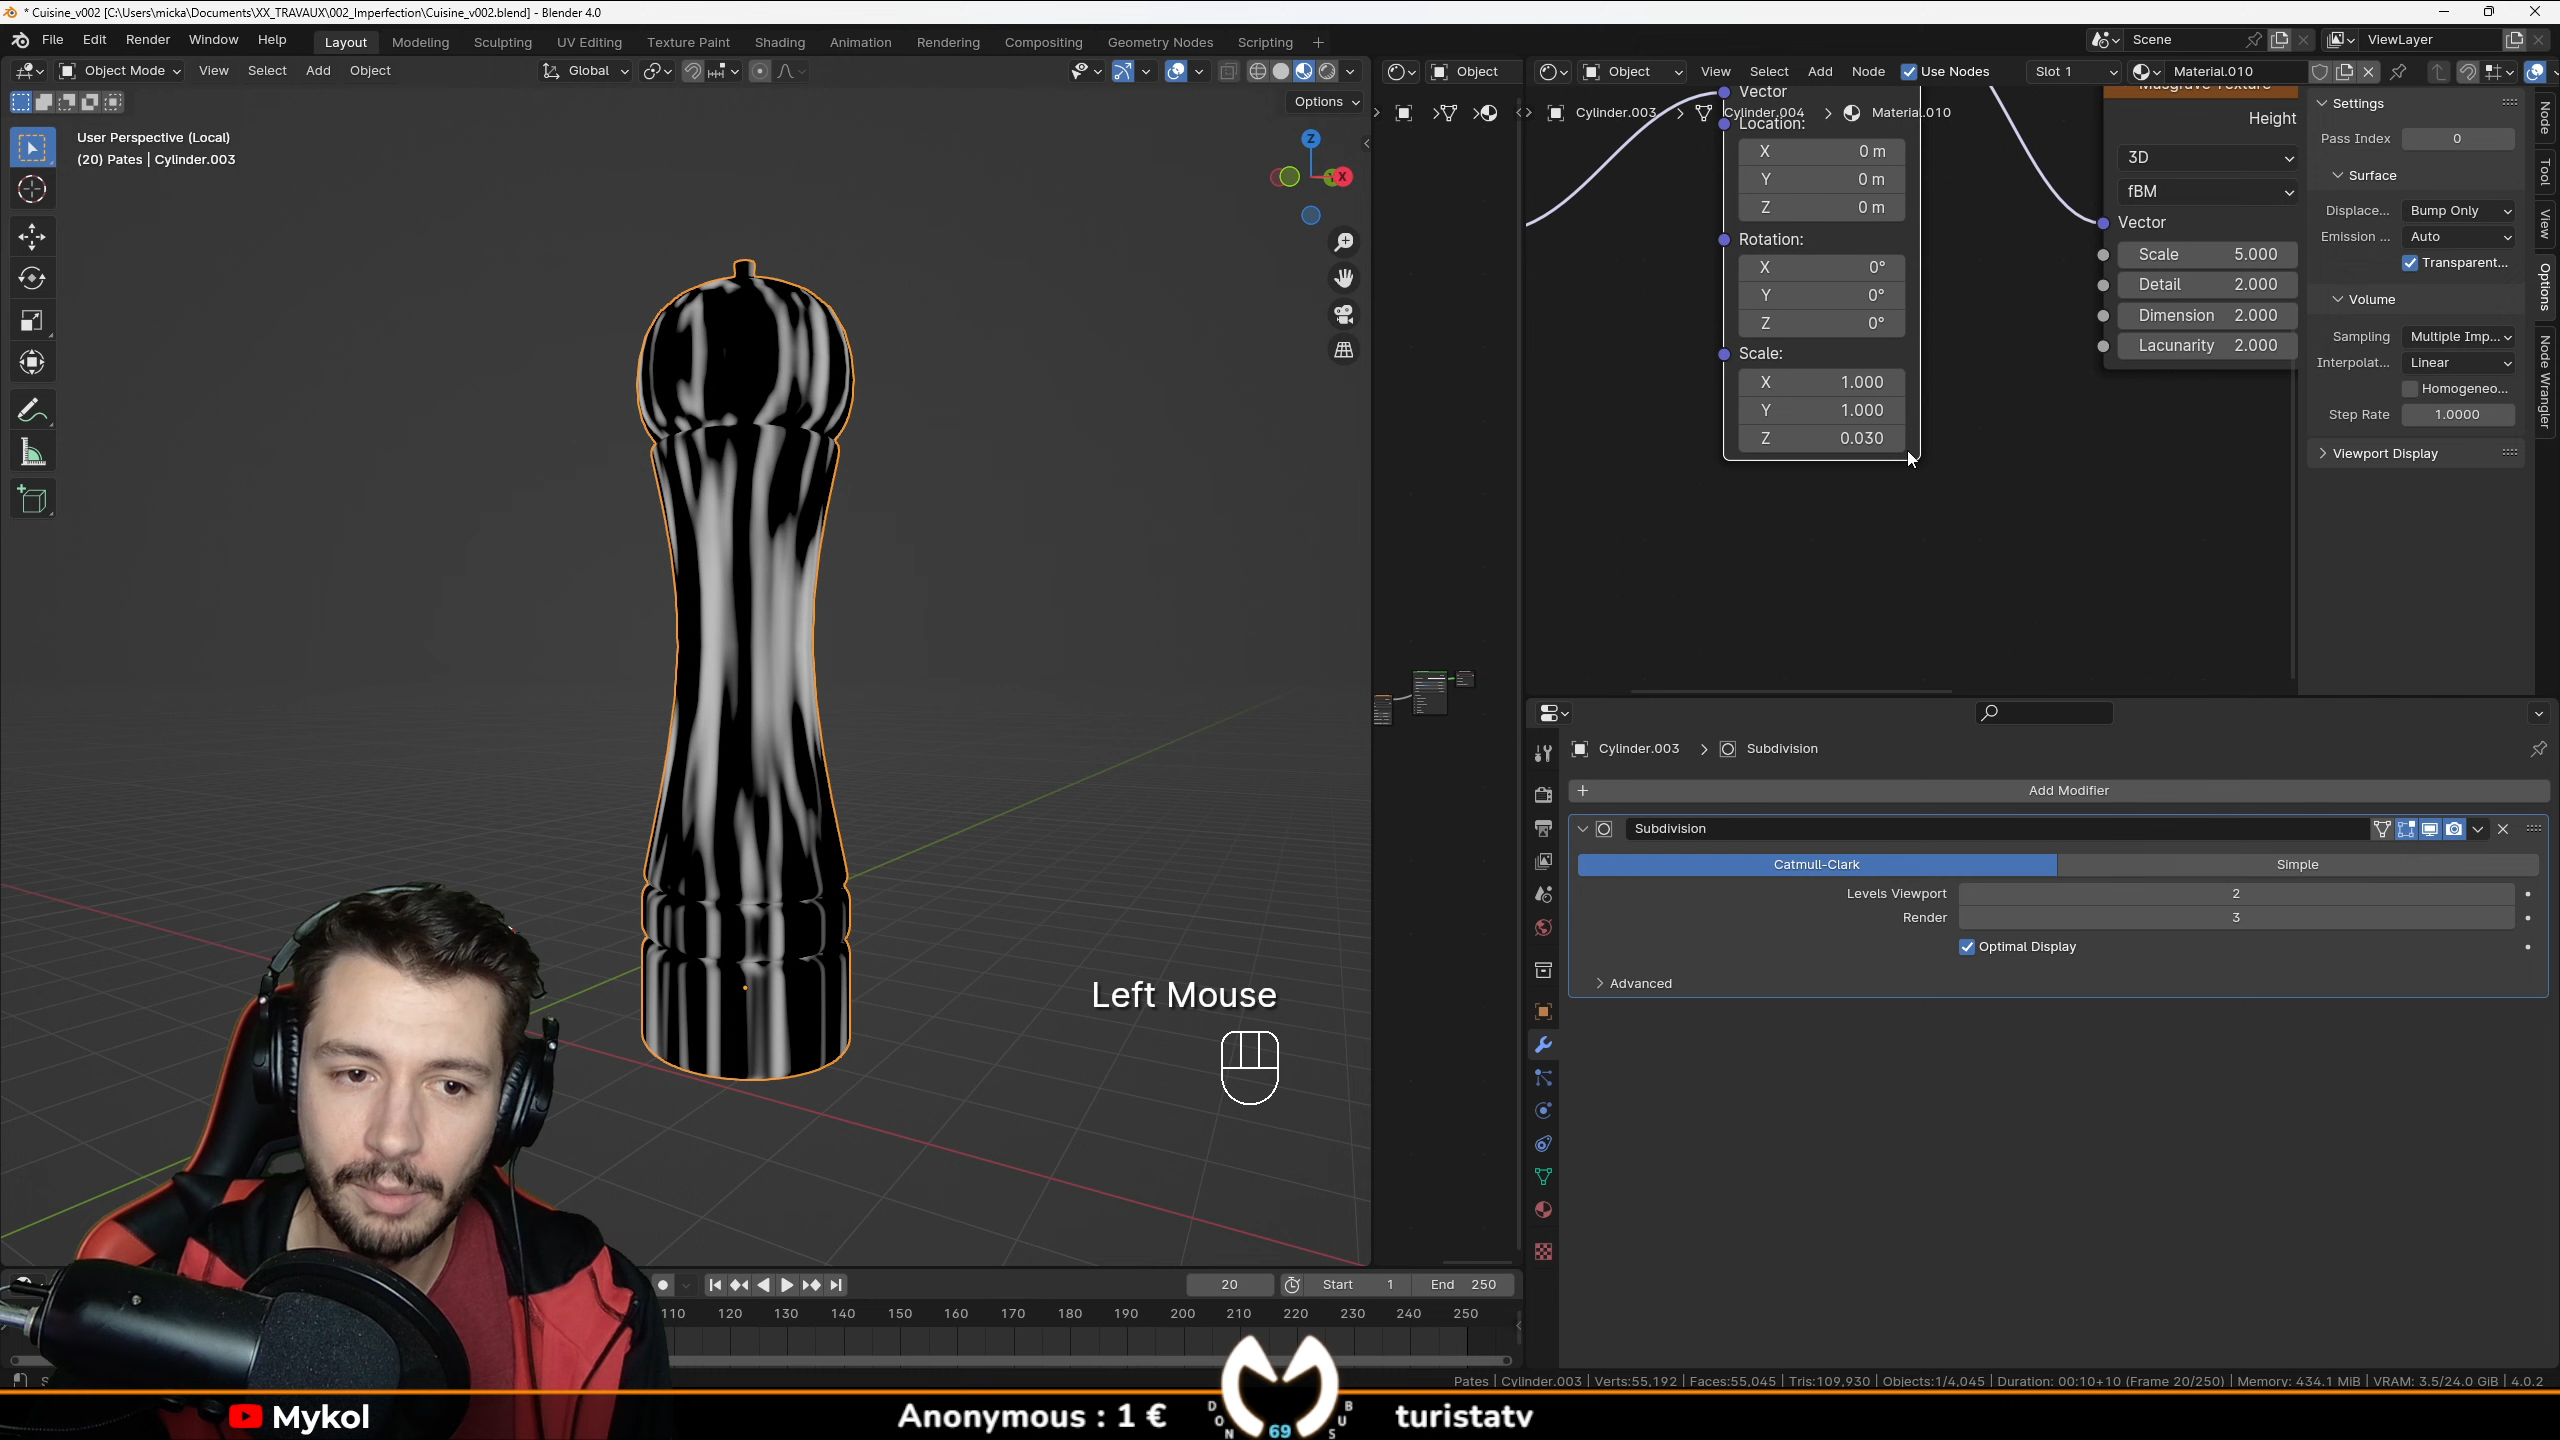 * Cuisine_v002 [C:\Users\micka\Documents\XX_TRAVAUX\002_Imperfection\Cuisine_v002.blend] - Blender 4.0
File Edit Render Window Help Layout Modeling Sculpting UV Editing Texture Paint Shading Animation Rendering Compositing Geometry Nodes Scripting + Scene ViewLayer
Object Mode View Select Add Object Global Object Object View Select Add Node Use Nodes Slot 1 Material.010
Options
User Perspective (Local)
(20) Pates | Cylinder.003
Z
X
Cylinder.003 > Cylinder.004 > Material.010
Vector
Location:
X 0 m
Y 0 m
Z 0 m
Rotation:
X 0°
Y 0°
Z 0°
Scale:
X 1.000
Y 1.000
Z 0.030
Musgrave Texture
Height
3D
fBM
Vector
Scale 5.000
Detail 2.000
Dimension 2.000
Lacunarity 2.000
Settings
Pass Index 0
Surface
Displace... Bump Only
Emission ... Auto
Transparent...
Volume
Sampling Multiple Imp...
Interpolat... Linear
Homogeneo...
Step Rate 1.0000
Viewport Display
Node
Tool
View
Options
Node Wrangler
Cylinder.003 > Subdivision
+ Add Modifier
Subdivision
Catmull-Clark Simple
Levels Viewport 2
Render 3
Optimal Display
Advanced
Left Mouse
20 Start 1 End 250
110 120 130 140 150 160 170 180 190 200 210 220 230 240 250
Pates | Cylinder.003 | Verts:55,192 | Faces:55,045 | Tris:109,930 | Objects:1/4,045 | Duration: 00:10+10 (Frame 20/250) | Memory: 434.1 MiB | VRAM: 3.5/24.0 GiB | 4.0.2
Mykol
Anonymous : 1 €
DON
69
BUS
turistatv